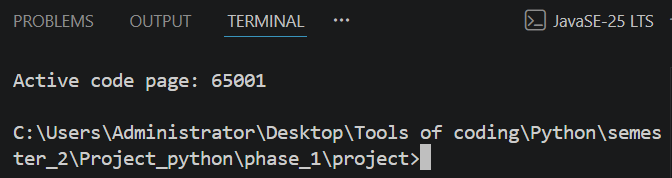 PROBLEMS OUTPUT TERMINAL ··· JavaSE-25 LTS
Active code page: 65001
C:\Users\Administrator\Desktop\Tools of coding\Python\semes
ter_2\Project_python\phase_1\project>